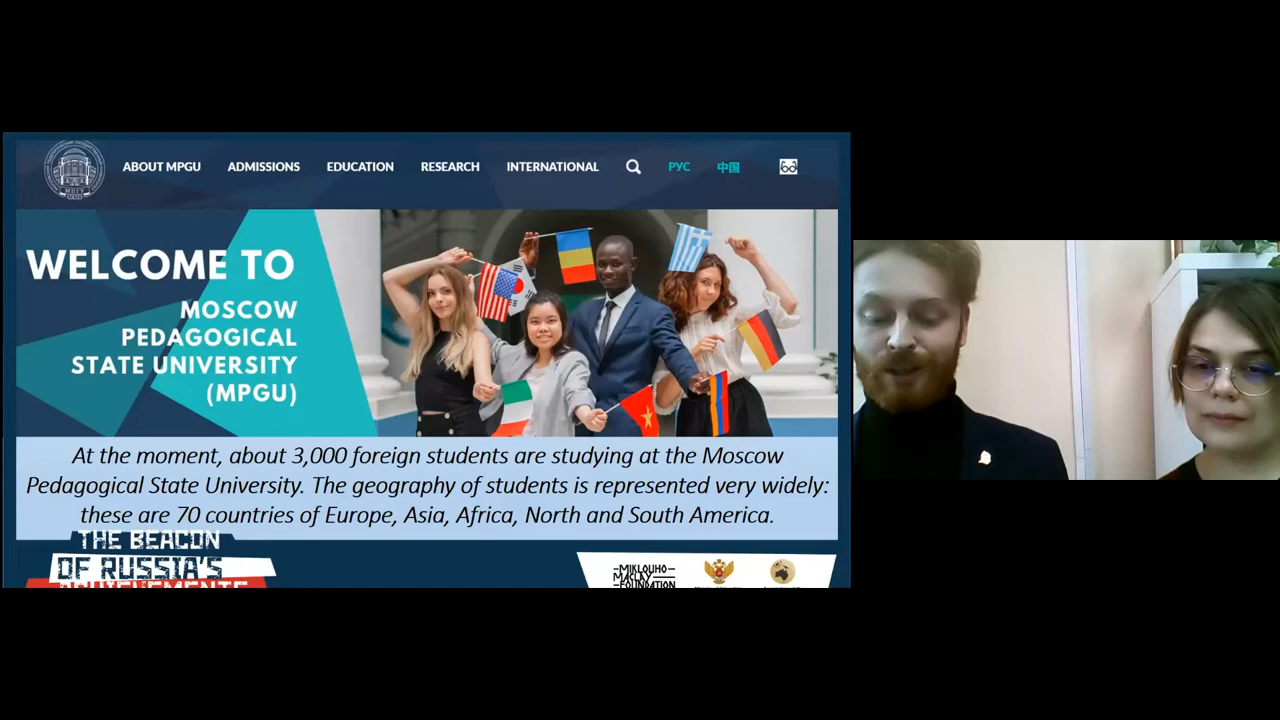 ABOUT MPGU
ADMISSIONS
EDUCATION
RESEARCH
INTERNATIONAL
РУС
中国
WELCOME TO
MOSCOW
PEDAGOGICAL
STATE UNIVERSITY
(MPGU)
At the moment, about 3,000 foreign students are studying at the Moscow
Pedagogical State University. The geography of students is represented very widely:
these are 70 countries of Europe, Asia, Africa, North and South America.
THE BEACON
OF RUSSIA'S
ACHIEVEMENTS
MIKLOUHO-
MACLAY
FOUNDATION